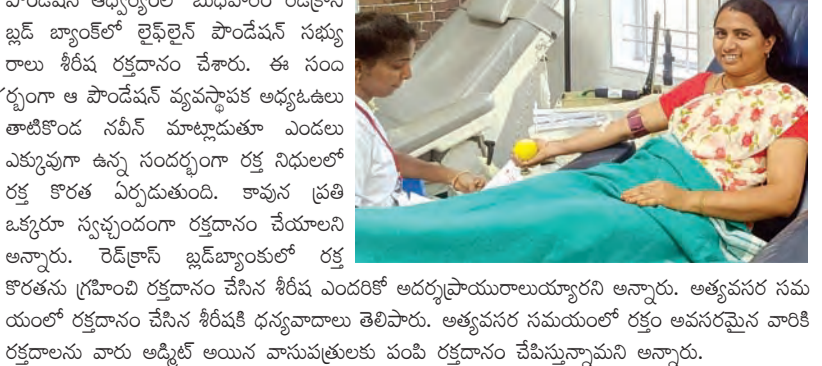 పౌండేషన్ ఆధ్వర్యంలో బుధవారం రెడ్‌క్రాస్
బ్లడ్ బ్యాంక్‌లో లైఫ్‌లైన్ పౌండేషన్ సభ్యు
రాలు శిరీష రక్తదానం చేశారు. ఈ సంద
ర్భంగా ఆ పౌండేషన్ వ్యవస్థాపక అధ్యఓఉలు
తాటికొండ నవీన్ మాట్లాడుతూ ఎండలు
ఎక్కువుగా ఉన్న సందర్భంగా రక్త నిధులలో
రక్త కొరత ఏర్పడుతుంది. కావున ప్రతి
ఒక్కరూ స్వచ్ఛందంగా రక్తదానం చేయాలని
అన్నారు. రెడ్‌క్రాస్ బ్లడ్‌బ్యాంకులో రక్త
కొరతను గ్రహించి రక్తదానం చేసిన శిరీష ఎందరికో అదర్శప్రాయురాలుయ్యారని అన్నారు. అత్యవసర సమ
యంలో రక్తదానం చేసిన శిరీషకి ధన్యవాదాలు తెలిపారు. అత్యవసర సమయంలో రక్తం అవసరమైన వారికి
రక్తదాలను వారు అడ్మిట్ అయిన వాసుపత్రులకు పంపి రక్తదానం చేపిస్తున్నామని అన్నారు.